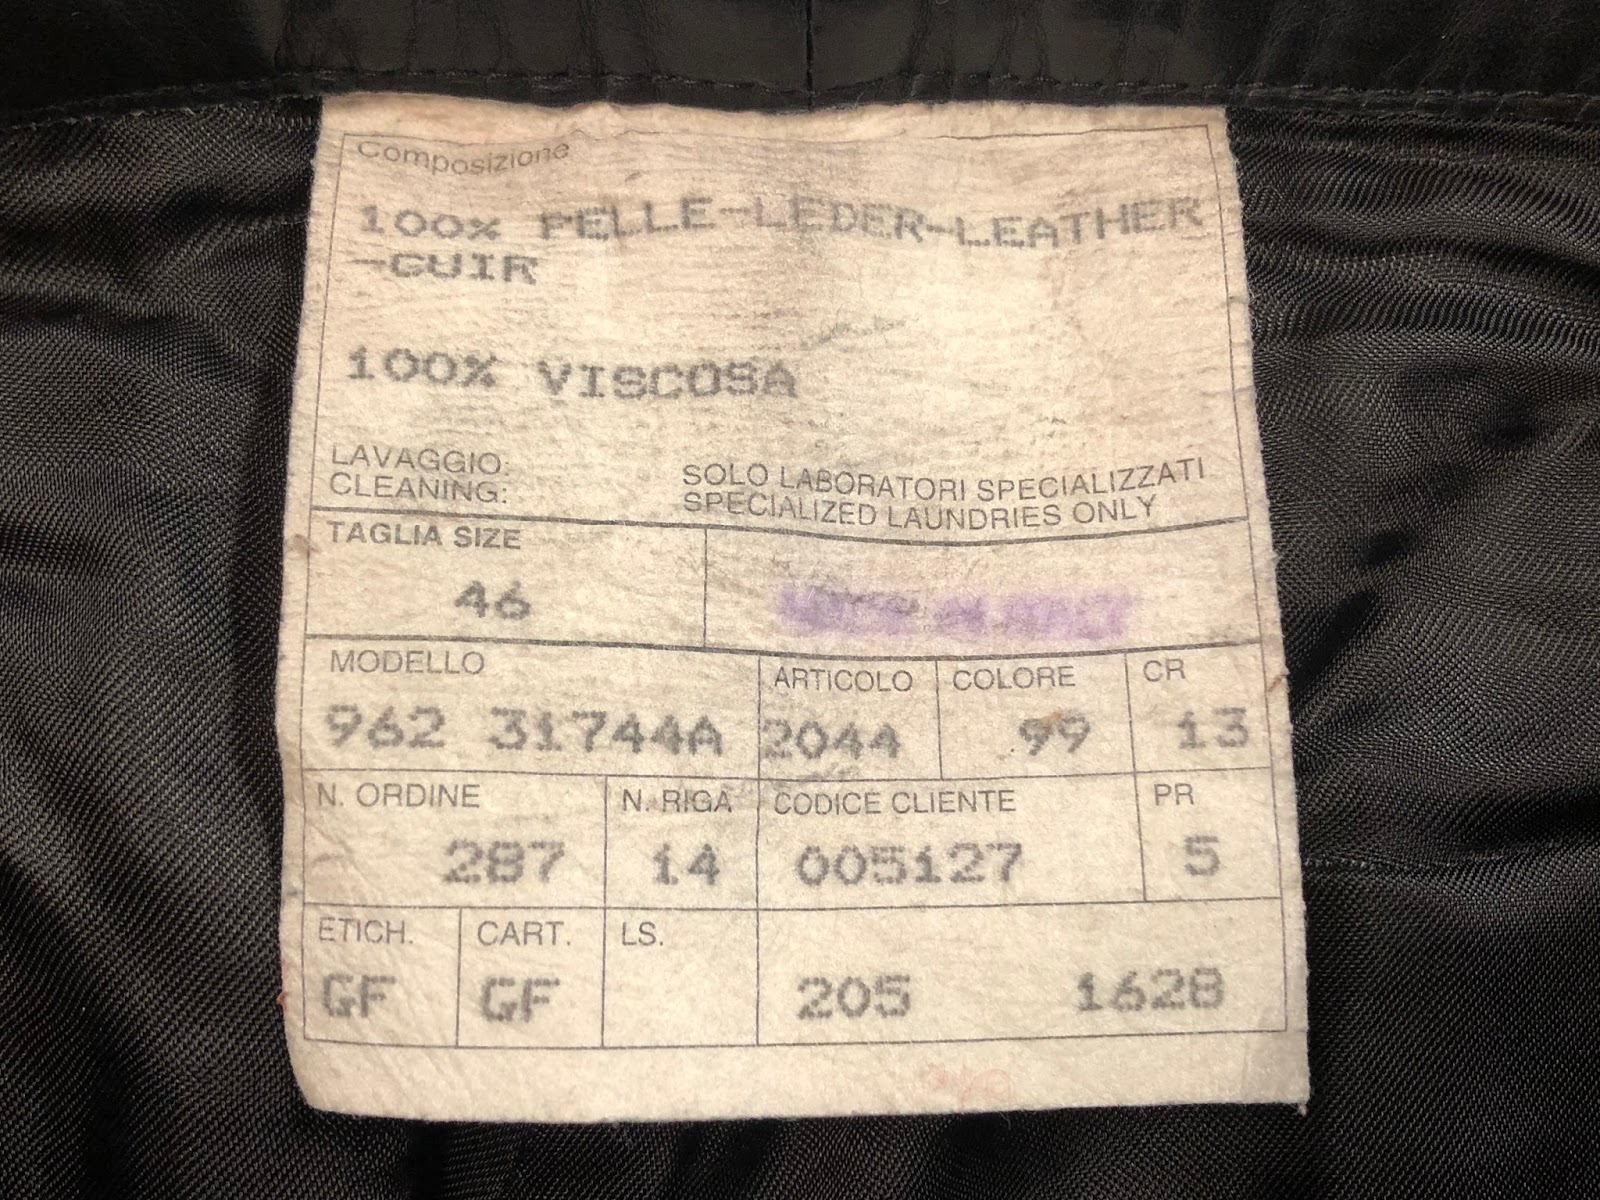 Composizione
100% PELLE-LEDER-LEATHER
-CUIR
100% VISCOSA
LAVAGGIO: SOLO LABORATORI SPECIALIZZATI
CLEANING: SPECIALIZED LAUNDRIES ONLY
TAGLIA SIZE
46
MODELLO ARTICOLO COLORE CR
962 31744A 2044 99 13
N. ORDINE N. RIGA CODICE CLIENTE PR
287 14 005127 5
ETICH. CART. LS.
GF GF 205 1628